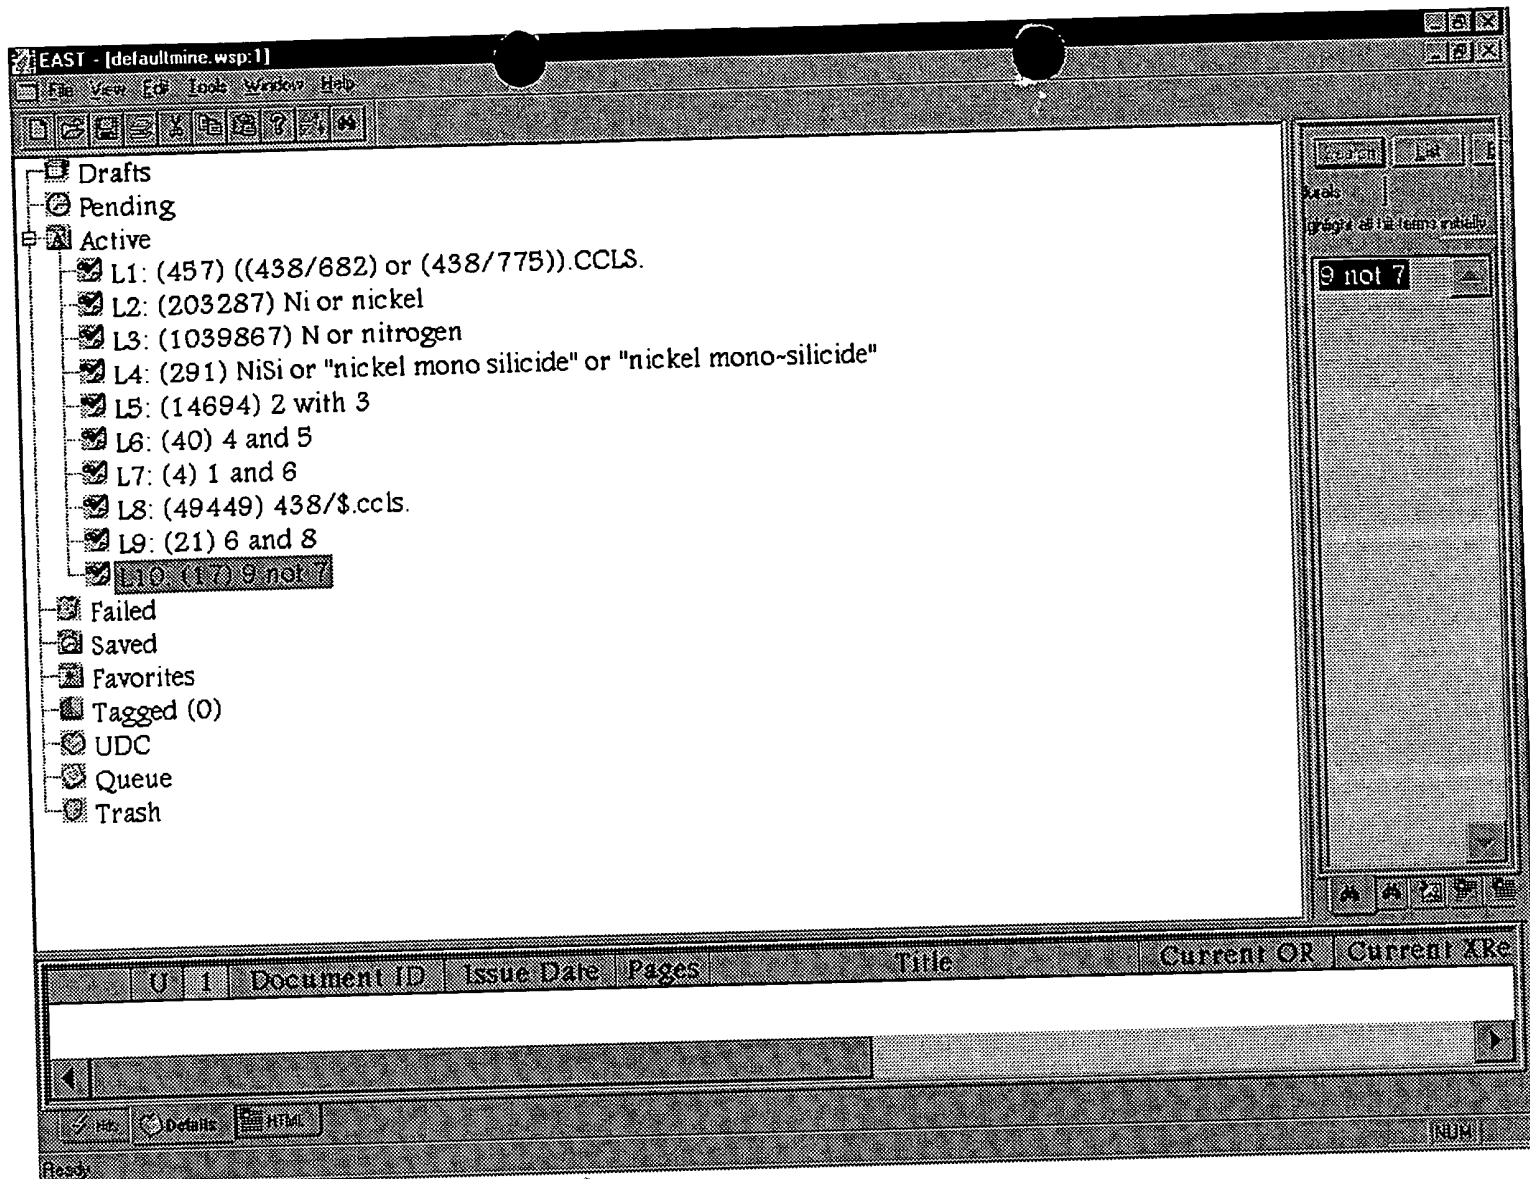 EAST - [defaultmine.wsp:1]
File View Edit Tools Window Help
Drafts
Pending
Active
L1: (457) ((438/682) or (438/775)).CCLS.
L2: (203287) Ni or nickel
L3: (1039867) N or nitrogen
L4: (291) NiSi or "nickel mono silicide" or "nickel mono~silicide"
L5: (14694) 2 with 3
L6: (40) 4 and 5
L7: (4) 1 and 6
L8: (49449) 438/$.ccls.
L9: (21) 6 and 8
L10: (17) 9 not 7
Failed
Saved
Favorites
Tagged (0)
UDC
Queue
Trash
Search List
all hit terms initially
9 not 7
U 1 Document ID Issue Date Pages Title Current OR Current XRe
Hits Details HTML
NUM
Ready